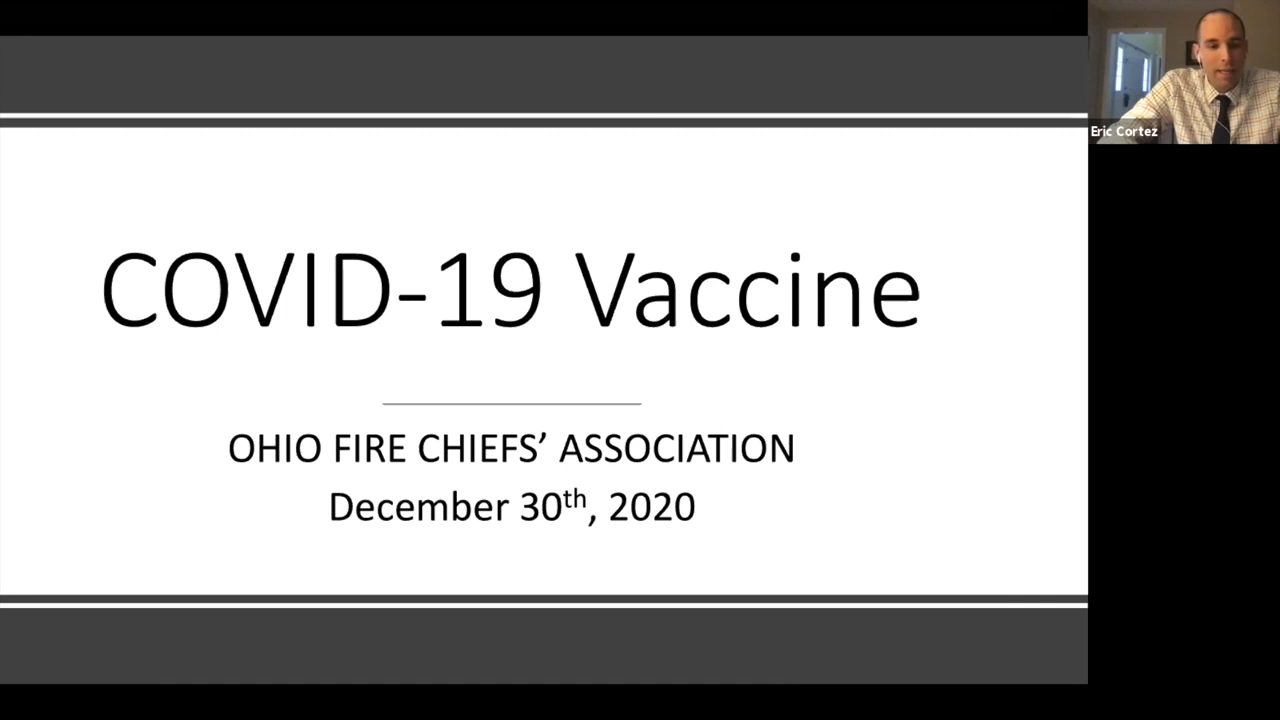 COVID-19 Vaccine
OHIO FIRE CHIEFS’ ASSOCIATION
December 30th, 2020
Eric Cortez